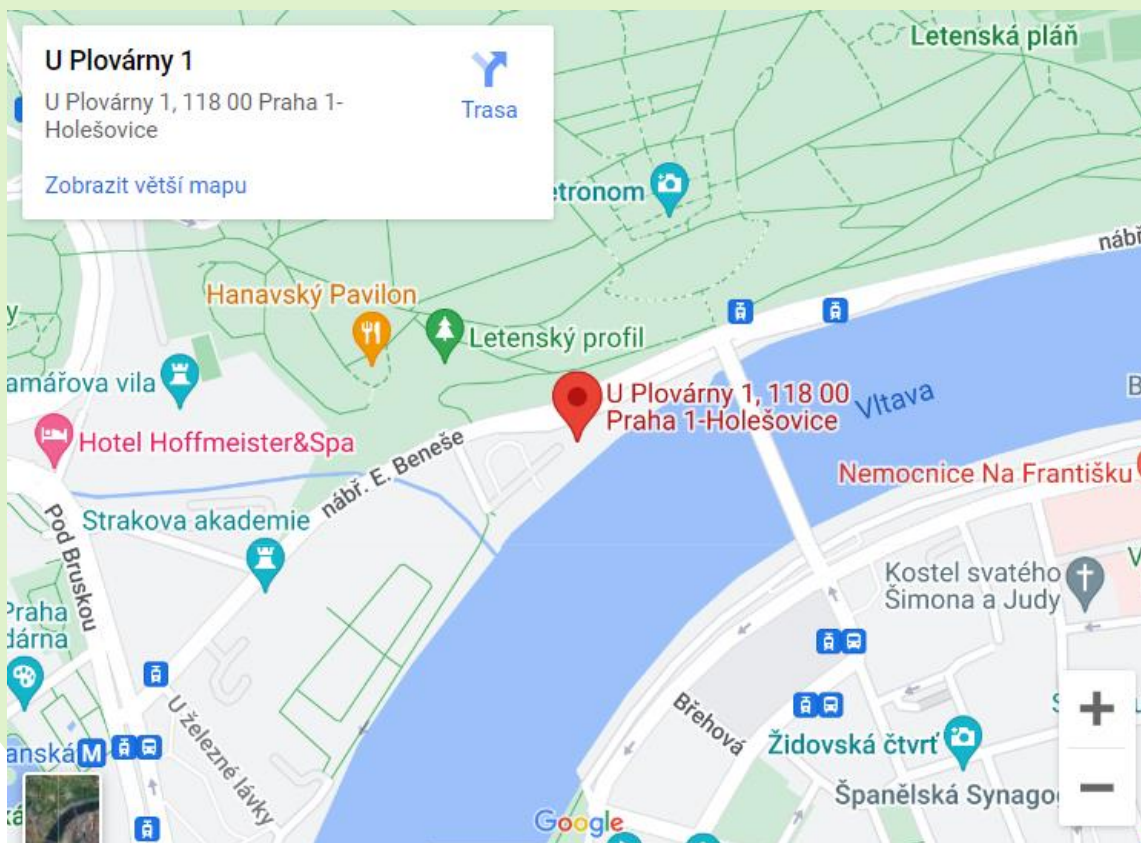 U Plovárny 1
U Plovárny 1, 118 00 Praha 1-
Holešovice
Trasa
Zobrazit větší mapu
Letenská pláň
etronom
nábř
Hanavský Pavilon
Letenský profil
y
amářova vila
U Plovárny 1, 118 00
Praha 1-Holešovice
Vltava
B
Hotel Hoffmeister&Spa
nábř. E. Beneše
Nemocnice Na Františku
Strakova akademie
Pod Bruskou
Kostel svatého
Šimona a Judy
V
Praha
dárna
U železné lávky
Břehová
Židovská čtvrť
anská M
Španělská Synago
Google